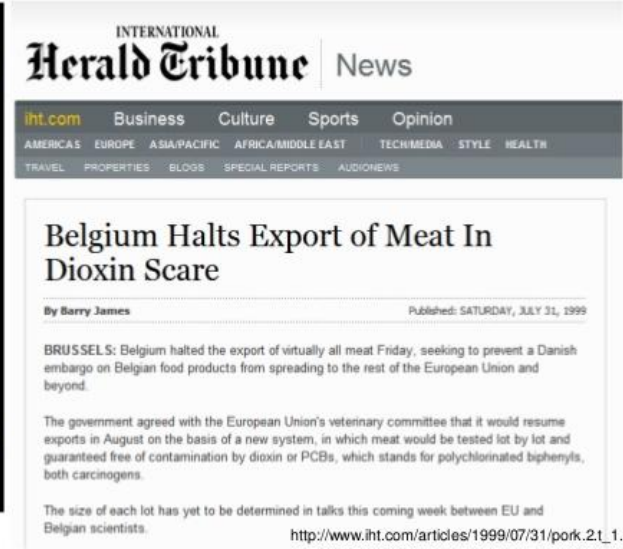 INTERNATIONAL
Herald Tribune News
iht.com Business Culture Sports Opinion
AMERICAS EUROPE ASIA/PACIFIC AFRICA/MIDDLE EAST TECH/MEDIA STYLE HEALTH
TRAVEL PROPERTIES BLOGS SPECIAL REPORTS AUDIONEWS
Belgium Halts Export of Meat In
Dioxin Scare
By Barry James Published: SATURDAY, JULY 31, 1999
BRUSSELS: Belgium halted the export of virtually all meat Friday, seeking to prevent a Danish
embargo on Belgian food products from spreading to the rest of the European Union and
beyond.
The government agreed with the European Union's veterinary committee that it would resume
exports in August on the basis of a new system, in which meat would be tested lot by lot and
guaranteed free of contamination by dioxin or PCBs, which stands for polychlorinated biphenyls,
both carcinogens.
The size of each lot has yet to be determined in talks this coming week between EU and
Belgian scientists.
http://www.iht.com/articles/1999/07/31/pork.2.t_1.